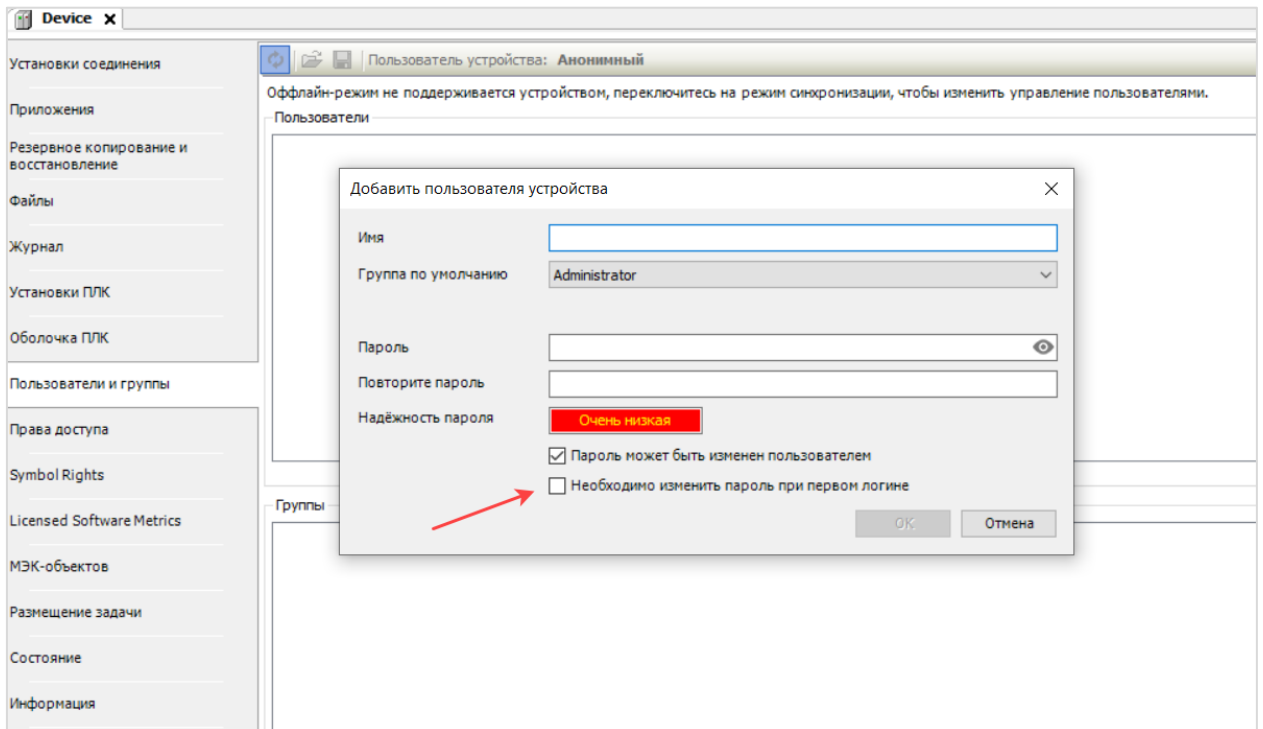 Device
Установки соединения
Приложения
Резервное копирование и
восстановление
Файлы
Журнал
Установки ПЛК
Оболочка ПЛК
Пользователи и группы
Права доступа
Symbol Rights
Licensed Software Metrics
МЭК-объектов
Размещение задачи
Состояние
Информация
Пользователь устройства: Анонимный
Оффлайн-режим не поддерживается устройством, переключитесь на режим синхронизации, чтобы изменить управление пользователями.
Пользователи
Добавить пользователя устройства
Имя
Группа по умолчанию Administrator
Пароль
Повторите пароль
Надёжность пароля Очень низкая
Пароль может быть изменен пользователем
Необходимо изменить пароль при первом логине
OK Отмена
Группы